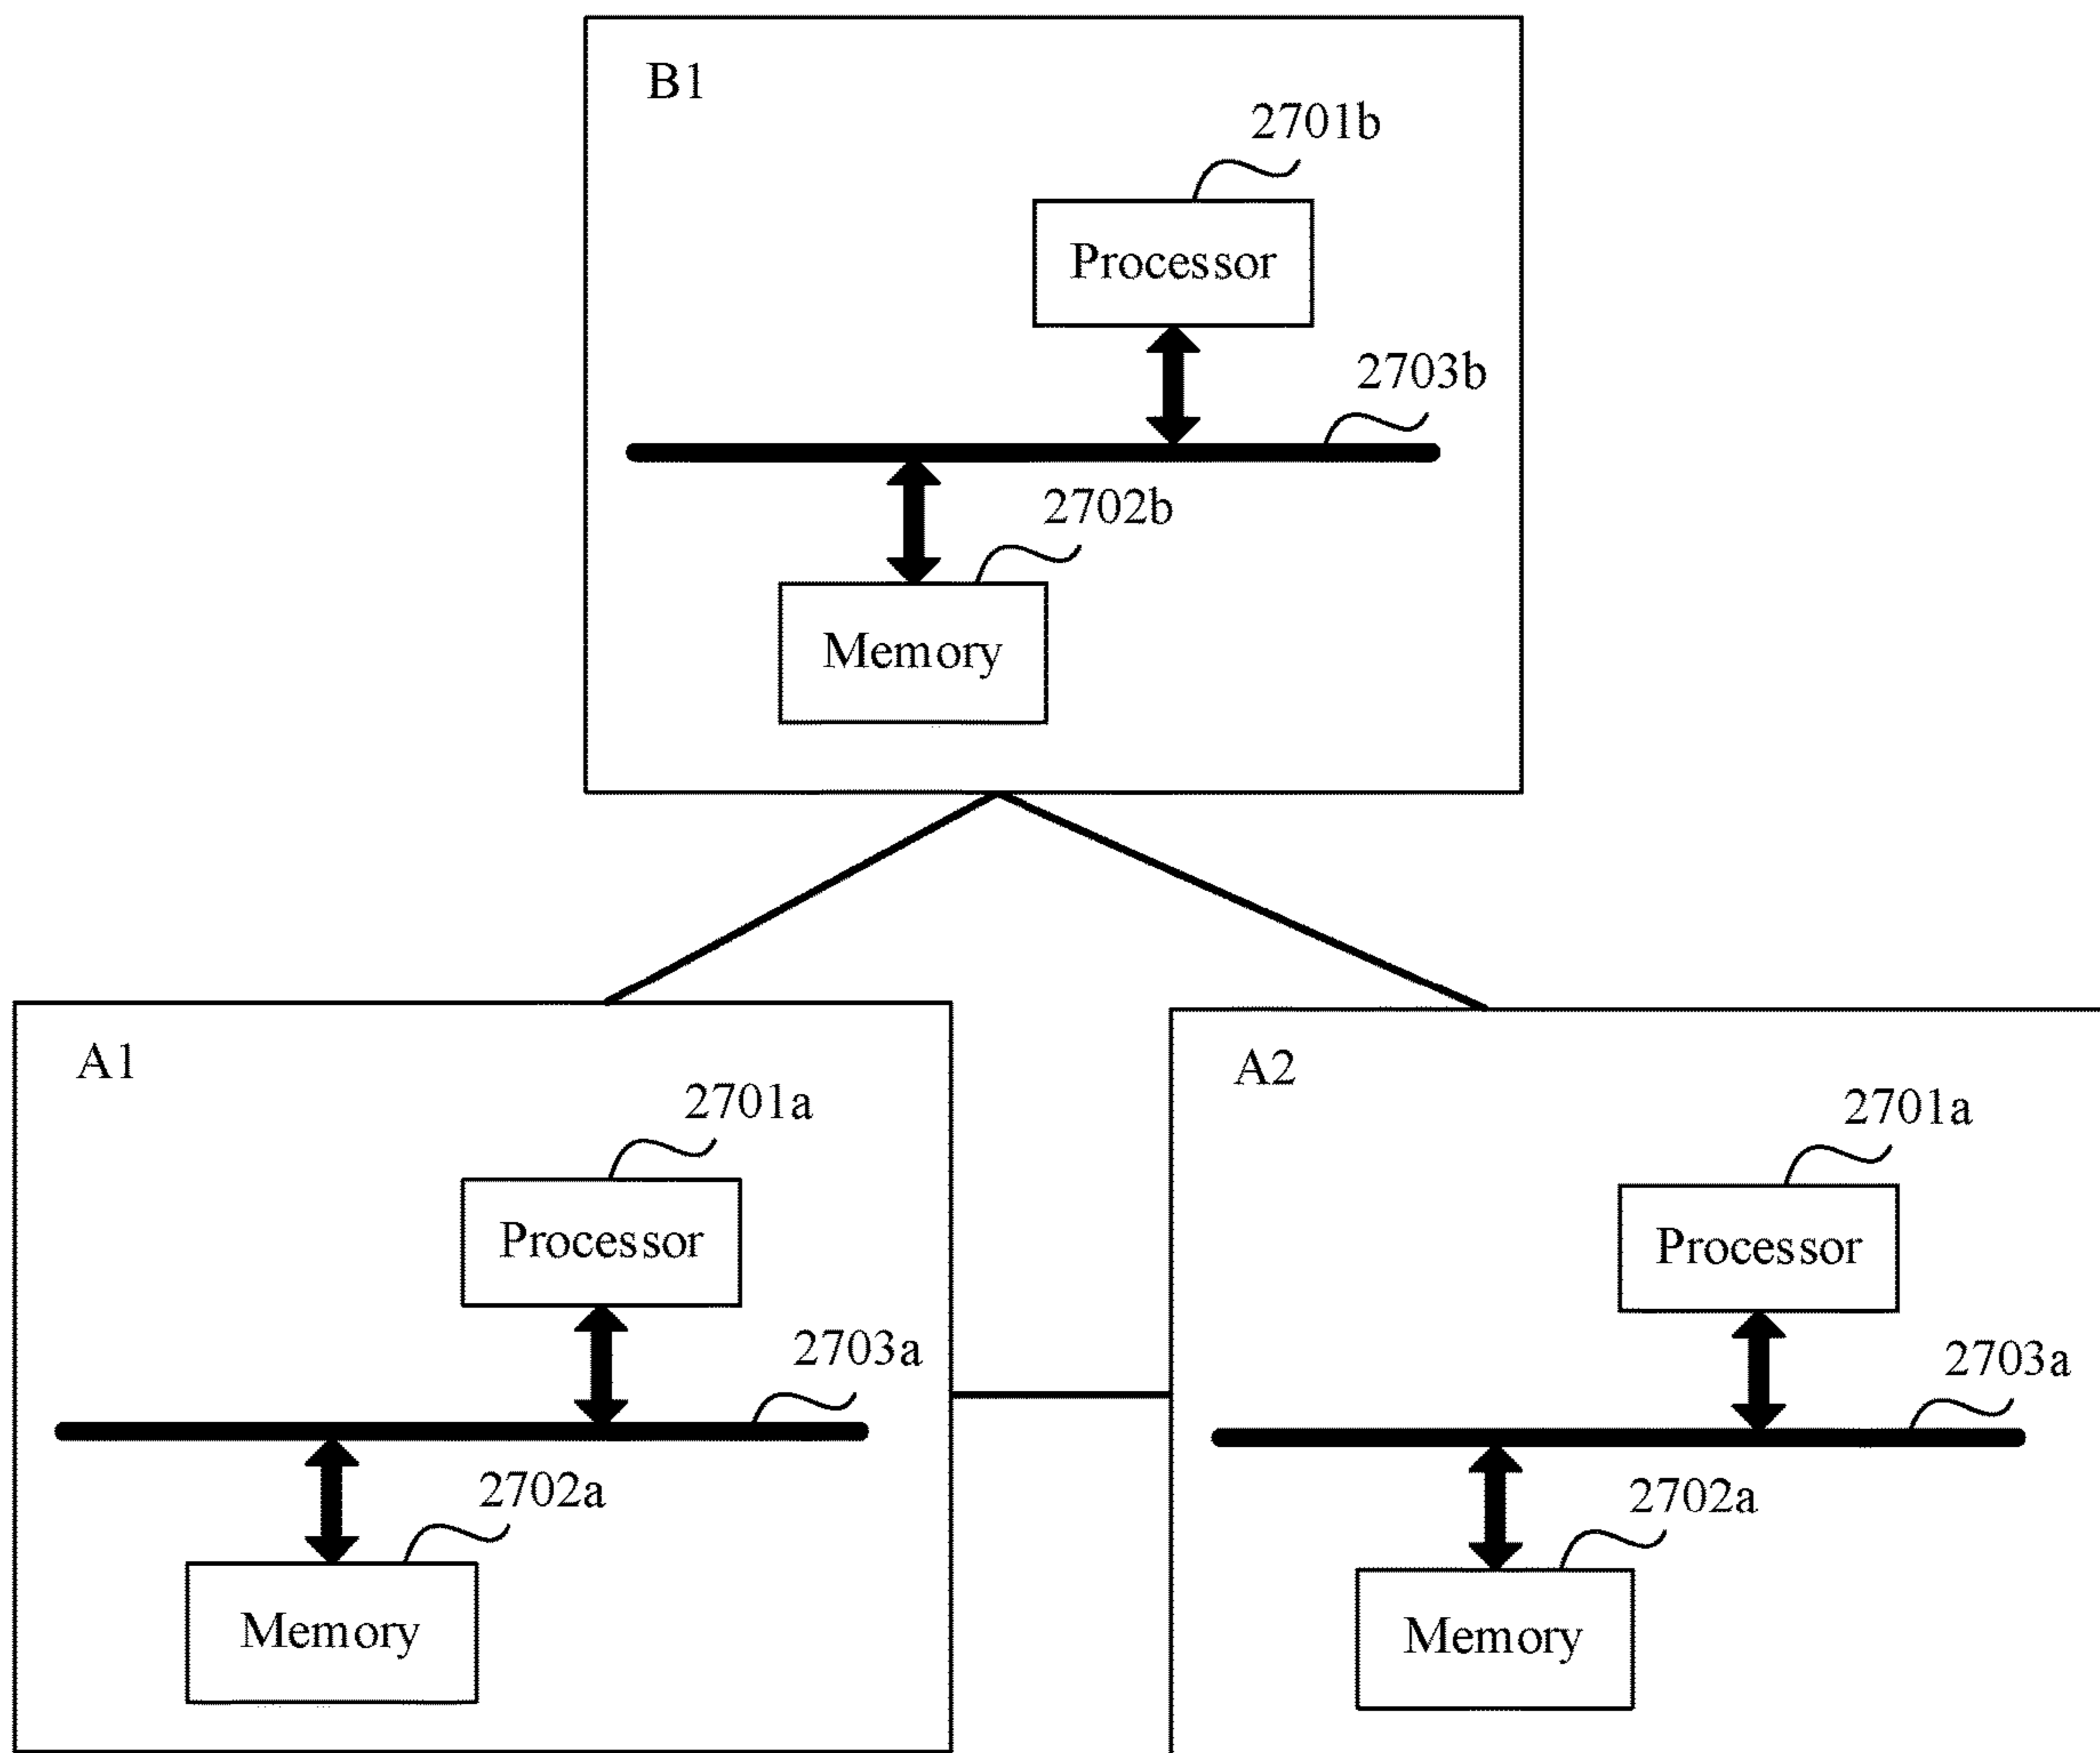 B1
2701b
Processor
2703b
2702b
Memory
A1
2701a
Processor
2703a
2702a
Memory
A2
2701a
Processor
2703a
2702a
Memory